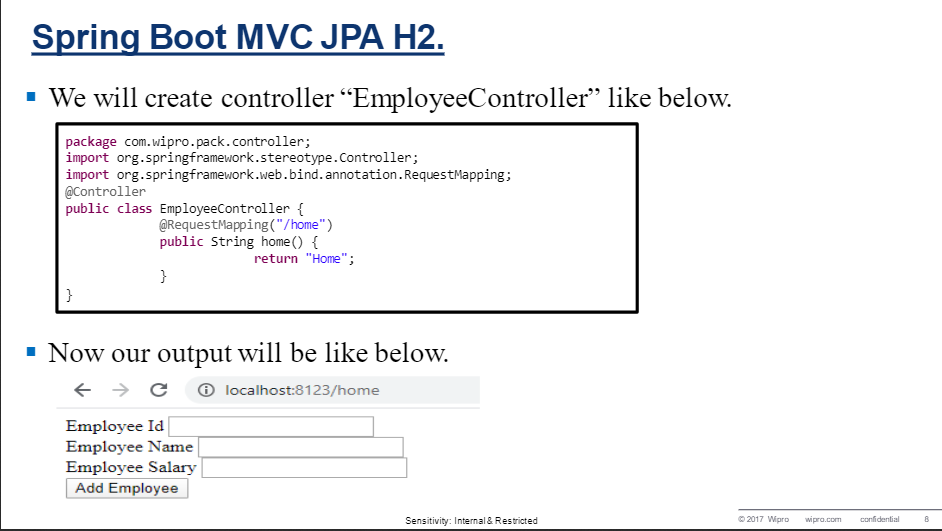 Spring Boot MVC JPA H2.
We will create controller “EmployeeController” like below.
package com.wipro.pack.controller;
import org.springframework.stereotype.Controller;
import org.springframework.web.bind.annotation.RequestMapping;
@Controller
public class EmployeeController {
@RequestMapping("/home")
public String home() {
return "Home";
}
}
Now our output will be like below.
localhost:8123/home
Employee Id
Employee Name
Employee Salary
Add Employee
Sensitivity: Internal & Restricted
© 2017 Wipro wipro.com confidential 8